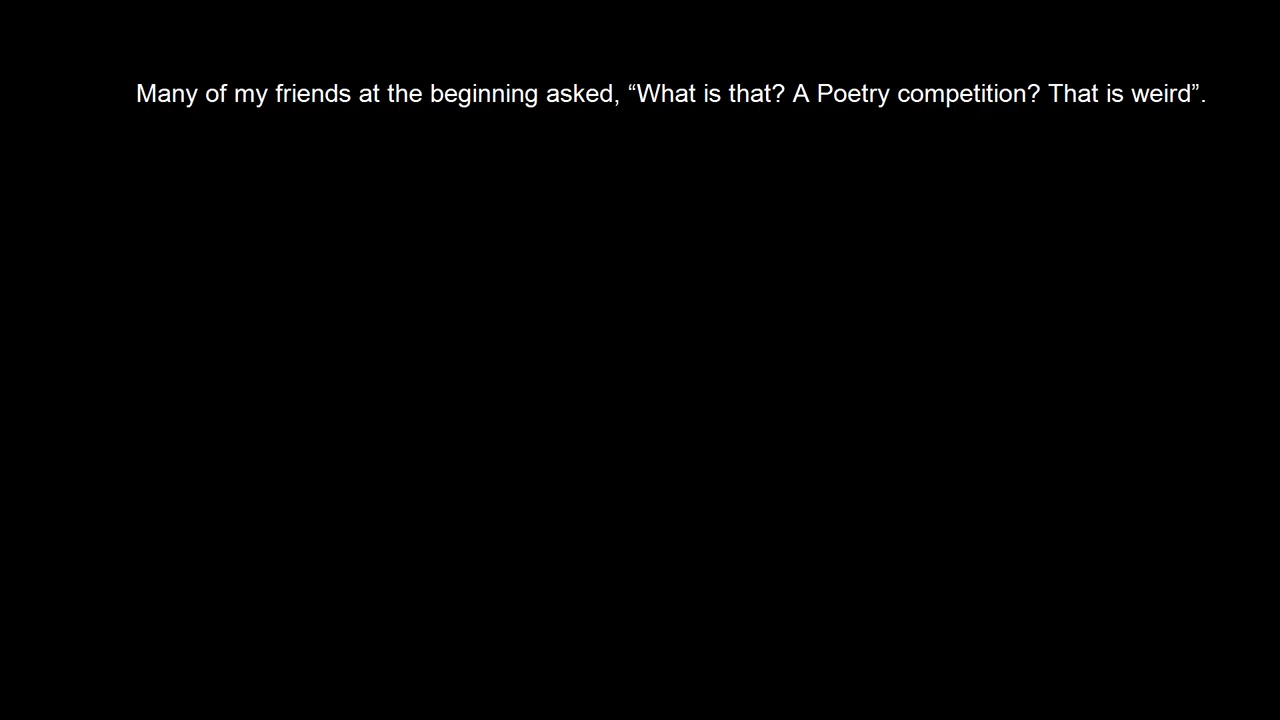 Many of my friends at the beginning asked, “What is that? A Poetry competition? That is weird”.